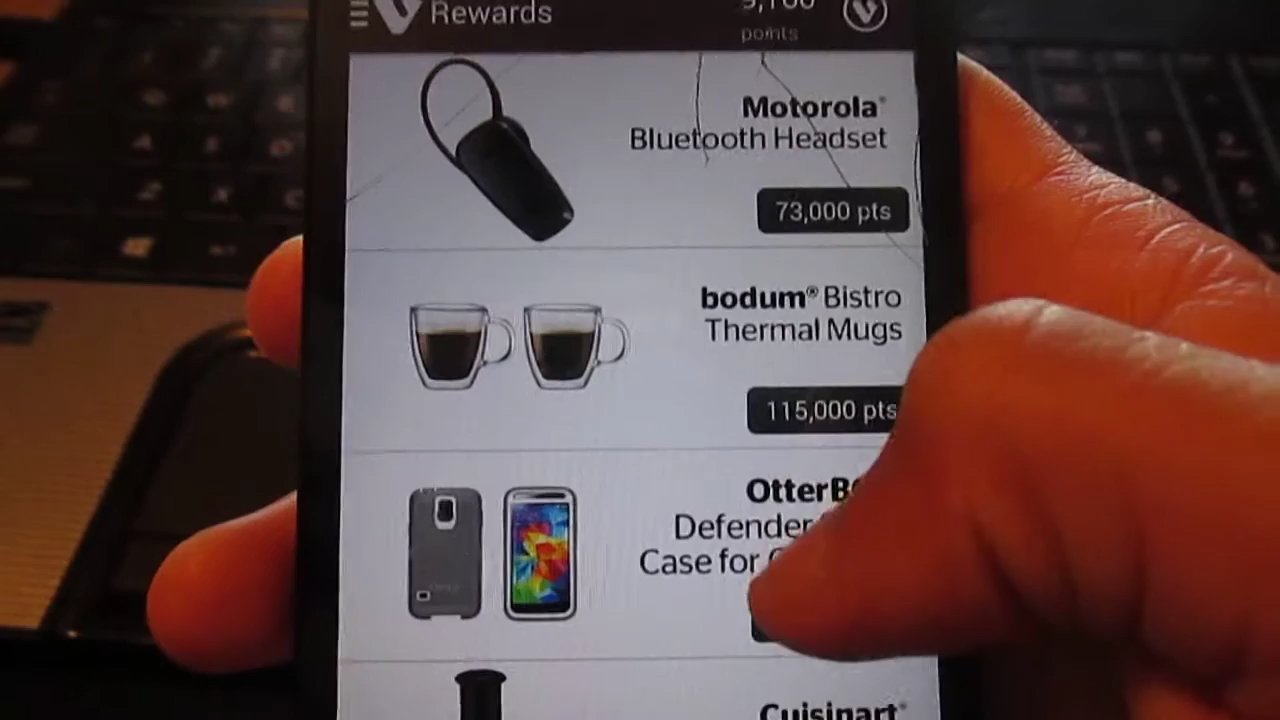 Rewards
points
Motorola®
Bluetooth Headset
73,000 pts
bodum® Bistro
Thermal Mugs
115,000 pts
Defender
Case for
Cuisinart®